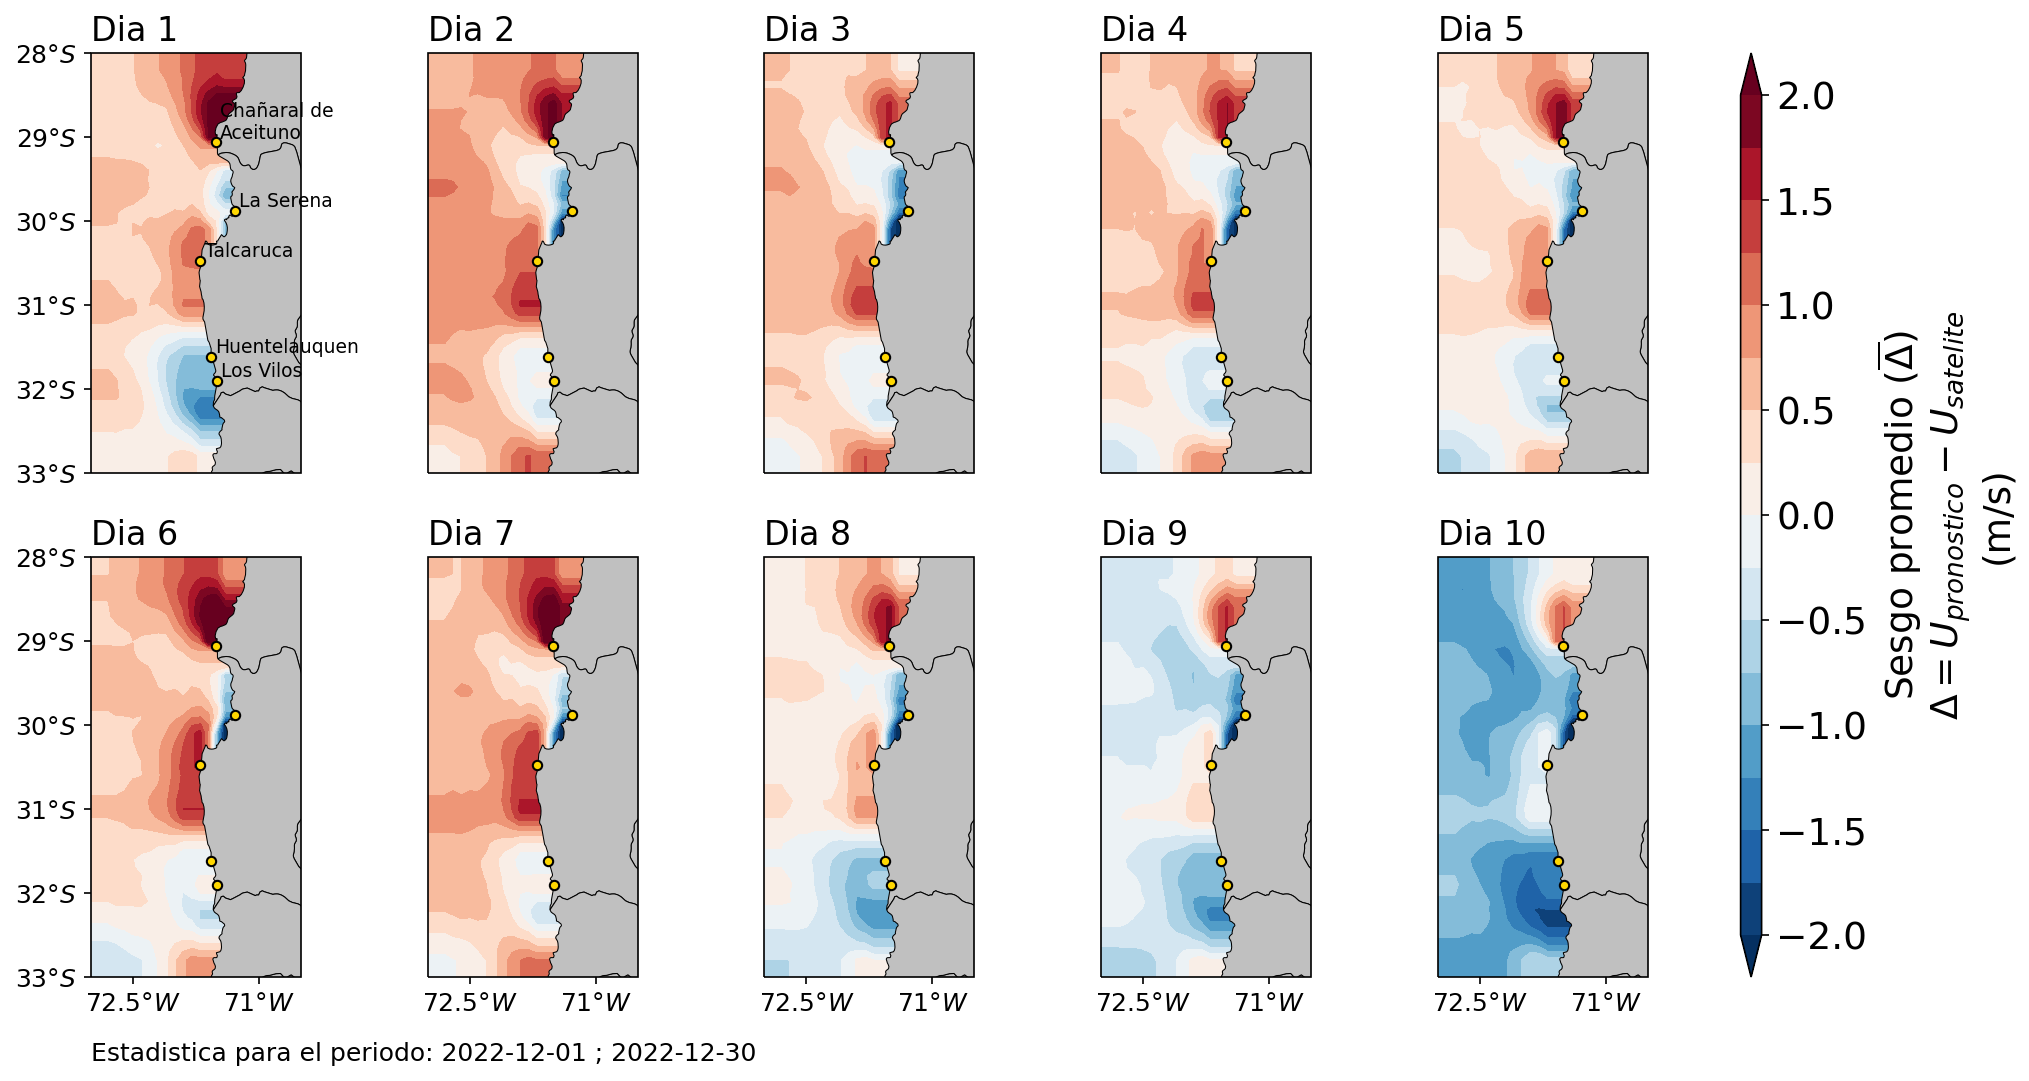 Dia 1
Dia 2
Dia 3
Dia 4
Dia 5
28°S
29°S
30°S
31°S
32°S
33°S
Chañaral de
Aceituno
La Serena
Talcaruca
Huentelauquen
Los Vilos
Dia 6
Dia 7
Dia 8
Dia 9
Dia 10
28°S
29°S
30°S
31°S
32°S
33°S
72.5°W 71°W
72.5°W 71°W
72.5°W 71°W
72.5°W 71°W
72.5°W 71°W
2.0
1.5
1.0
0.5
0.0
−0.5
−1.0
−1.5
−2.0
Sesgo promedio (Δ̅)
Δ = U_pronostico − U_satelite
(m/s)
Estadistica para el periodo: 2022-12-01 ; 2022-12-30